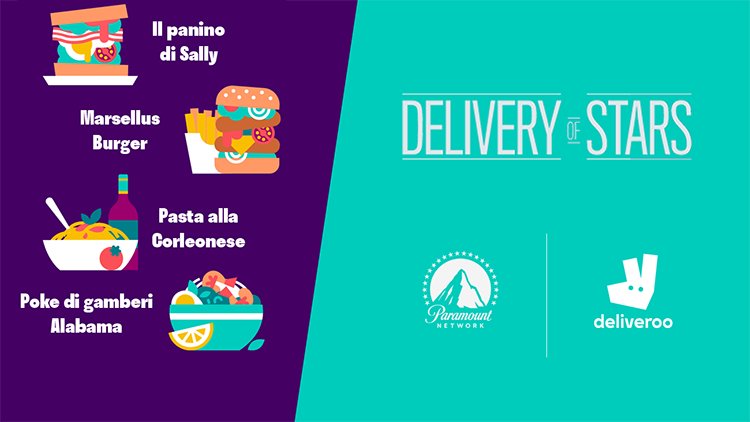 Il panino
di Sally
Marsellus
Burger
Pasta alla
Corleonese
Poke di gamberi
Alabama
DELIVERY OF STARS
Paramount
NETWORK
deliveroo